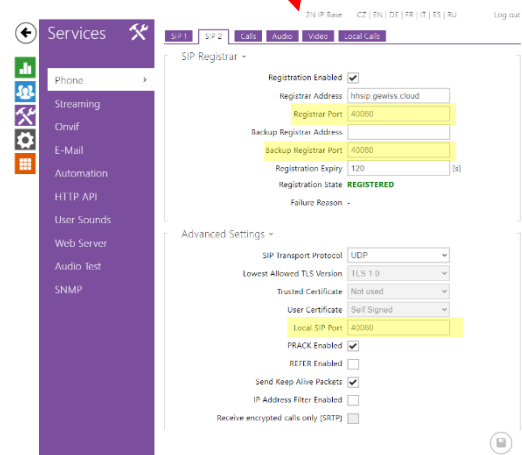 2N IP Base CZ | EN | DE | FR | IT | ES | RU Log out
Services
SIP 1 SIP 2 Calls Audio Video Local Calls
SIP Registrar
Phone
Streaming
Onvif
E-Mail
Automation
HTTP API
User Sounds
Web Server
Audio Test
SNMP
Registration Enabled
Registrar Address hhsip.gewiss.cloud
Registrar Port 40060
Backup Registrar Address
Backup Registrar Port 40060
Registration Expiry 120 [s]
Registration State REGISTERED
Failure Reason -
Advanced Settings
SIP Transport Protocol UDP
Lowest Allowed TLS Version TLS 1.0
Trusted Certificate Not used
User Certificate Self Signed
Local SIP Port 40060
PRACK Enabled
REFER Enabled
Send Keep Alive Packets
IP Address Filter Enabled
Receive encrypted calls only (SRTP)